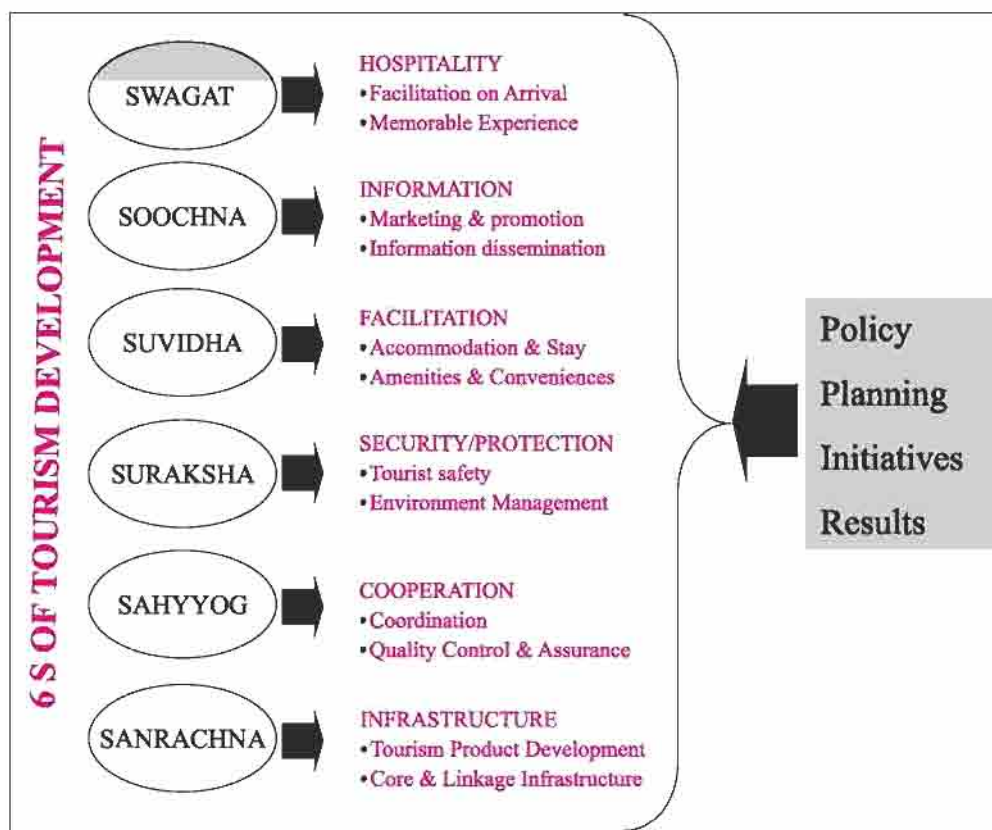 6 S OF TOURISM DEVELOPMENT
SWAGAT
HOSPITALITY
•Facilitation on Arrival
•Memorable Experience
SOOCHNA
INFORMATION
•Marketing & promotion
•Information dissemination
SUVIDHA
FACILITATION
•Accommodation & Stay
•Amenities & Conveniences
SURAKSHA
SECURITY/PROTECTION
•Tourist safety
•Environment Management
SAHYYOG
COOPERATION
•Coordination
•Quality Control & Assurance
SANRACHNA
INFRASTRUCTURE
•Tourism Product Development
•Core & Linkage Infrastructure
Policy
Planning
Initiatives
Results